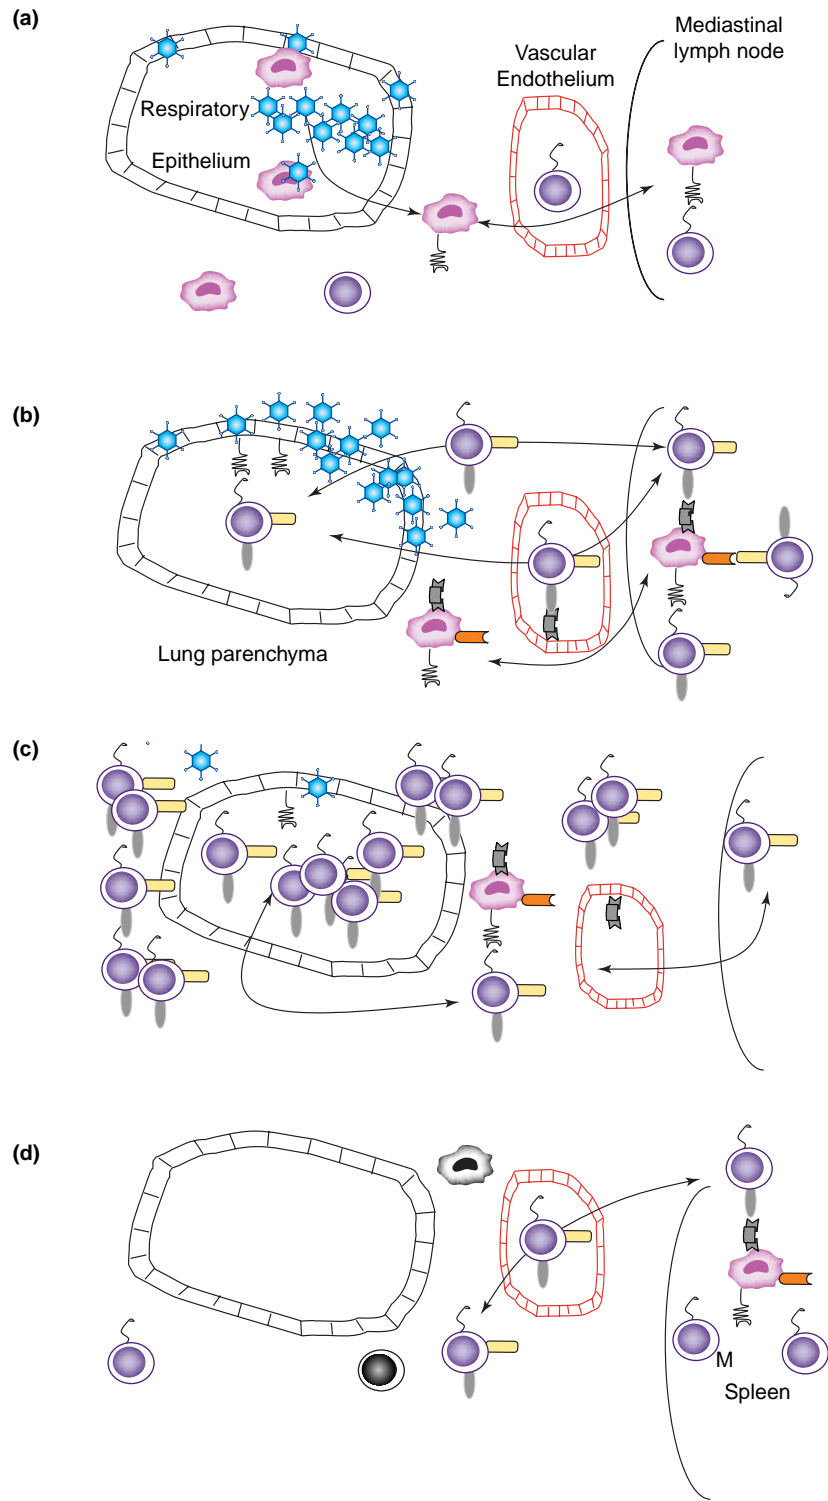 (a)
Mediastinal
lymph node
Vascular
Endothelium
Respiratory
Epithelium
(b)
Lung parenchyma
(c)
(d)
M
Spleen